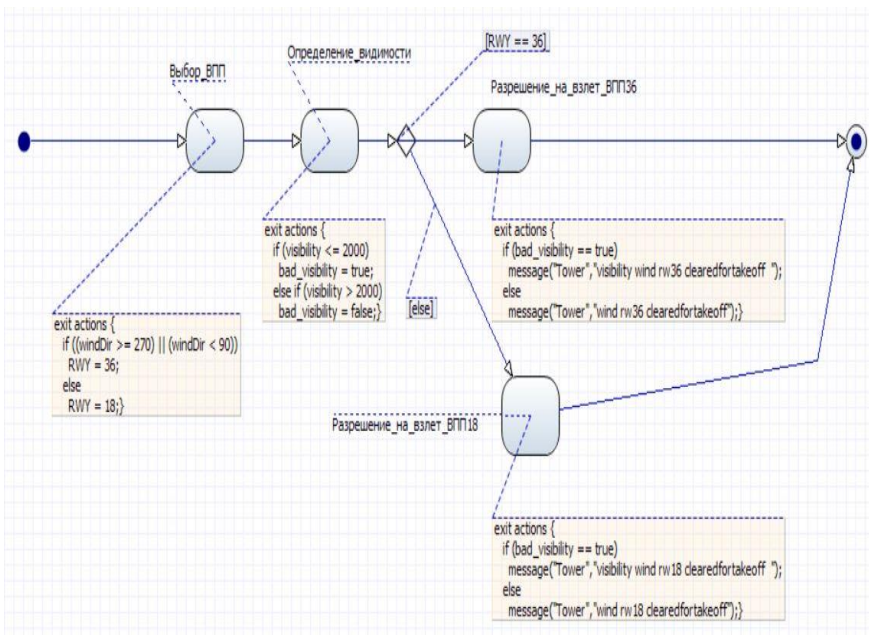 [RWY == 36]
Определение_видимости
Выбор_ВПП
Разрешение_на_взлет_ВПП36
exit actions {
if (visibility <= 2000)
bad_visibility = true;
else if (visibility > 2000)
bad_visibility = false;}
exit actions {
if (bad_visibility == true)
message("Tower","visibility wind rw36 clearedfortakeoff ");
else
message("Tower","wind rw36 clearedfortakeoff");}
[else]
exit actions {
if ((windDir >= 270) || (windDir < 90))
RWY = 36;
else
RWY = 18;}
Разрешение_на_взлет_ВПП18
exit actions {
if (bad_visibility == true)
message("Tower","visibility wind rw18 clearedfortakeoff ");
else
message("Tower","wind rw18 clearedfortakeoff");}